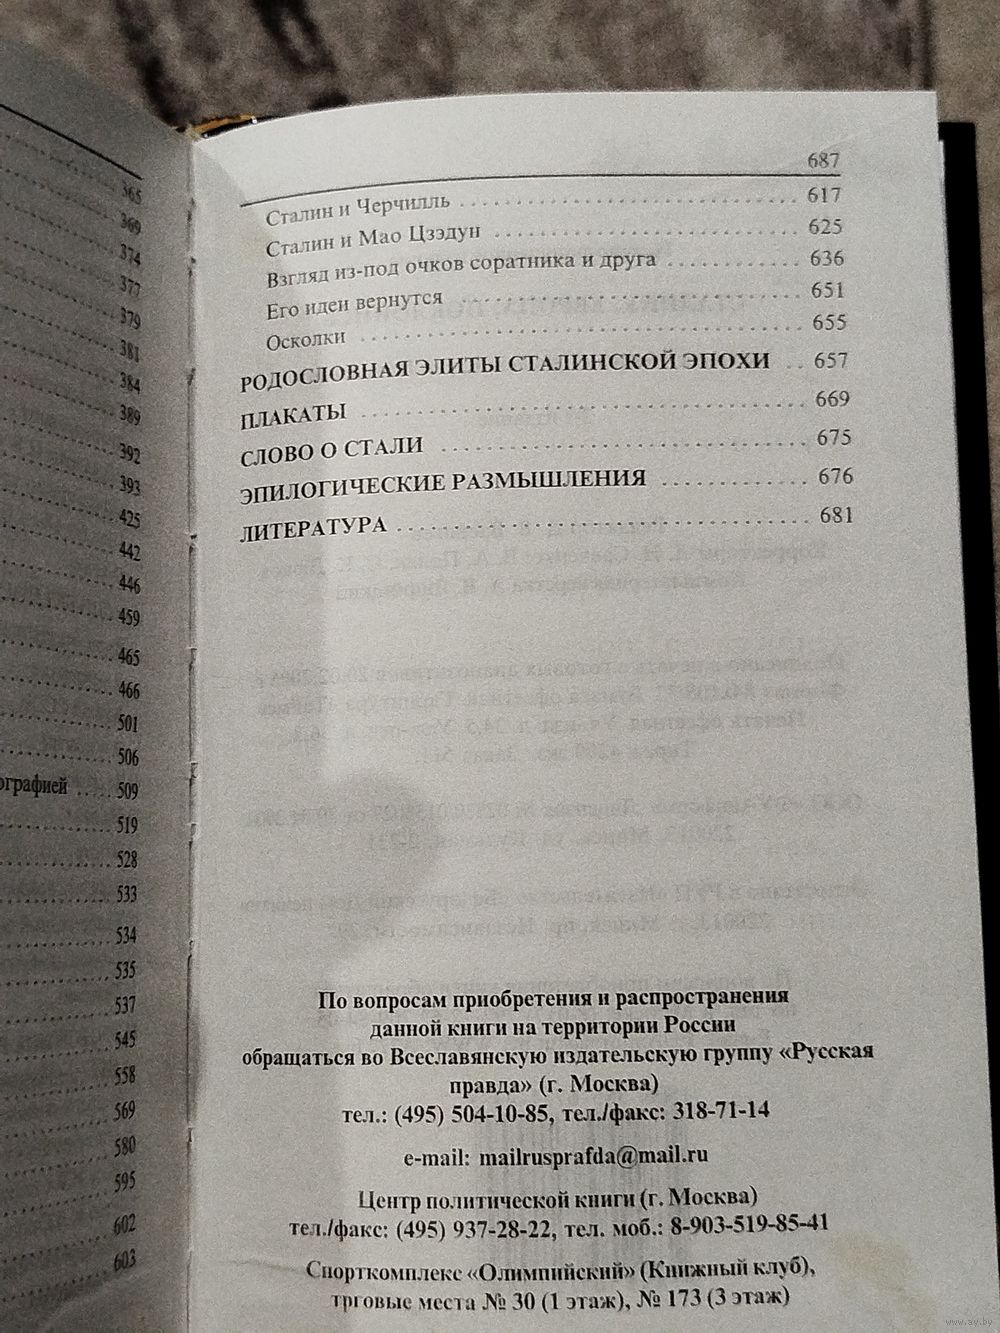 365
369
374
377
379
381
384
389
392
393
425
442
446
459
465
466
501
506
ографией ..... 509
519
528
533
534
535
537
545
558
569
580
595
602
603
687
Сталин и Черчилль ........................ 617
Сталин и Мао Цзэдун ........................ 625
Взгляд из-под очков соратника и друга ........... 636
Его идеи вернутся ........................ 651
Осколки ........................ 655
РОДОСЛОВНАЯ ЭЛИТЫ СТАЛИНСКОЙ ЭПОХИ .. 657
ПЛАКАТЫ ........................ 669
СЛОВО О СТАЛИ ........................ 675
ЭПИЛОГИЧЕСКИЕ РАЗМЫШЛЕНИЯ ............ 676
ЛИТЕРАТУРА ........................ 681
По вопросам приобретения и распространения
данной книги на территории России
обращаться во Всеславянскую издательскую группу «Русская
правда» (г. Москва)
тел.: (495) 504-10-85, тел./факс: 318-71-14
e-mail: mailrusprafda@mail.ru
Центр политической книги (г. Москва)
тел./факс: (495) 937-28-22, тел. моб.: 8-903-519-85-41
Спорткомплекс «Олимпийский» (Книжный клуб),
трговые места № 30 (1 этаж), № 173 (3 этаж)
www.ay.by